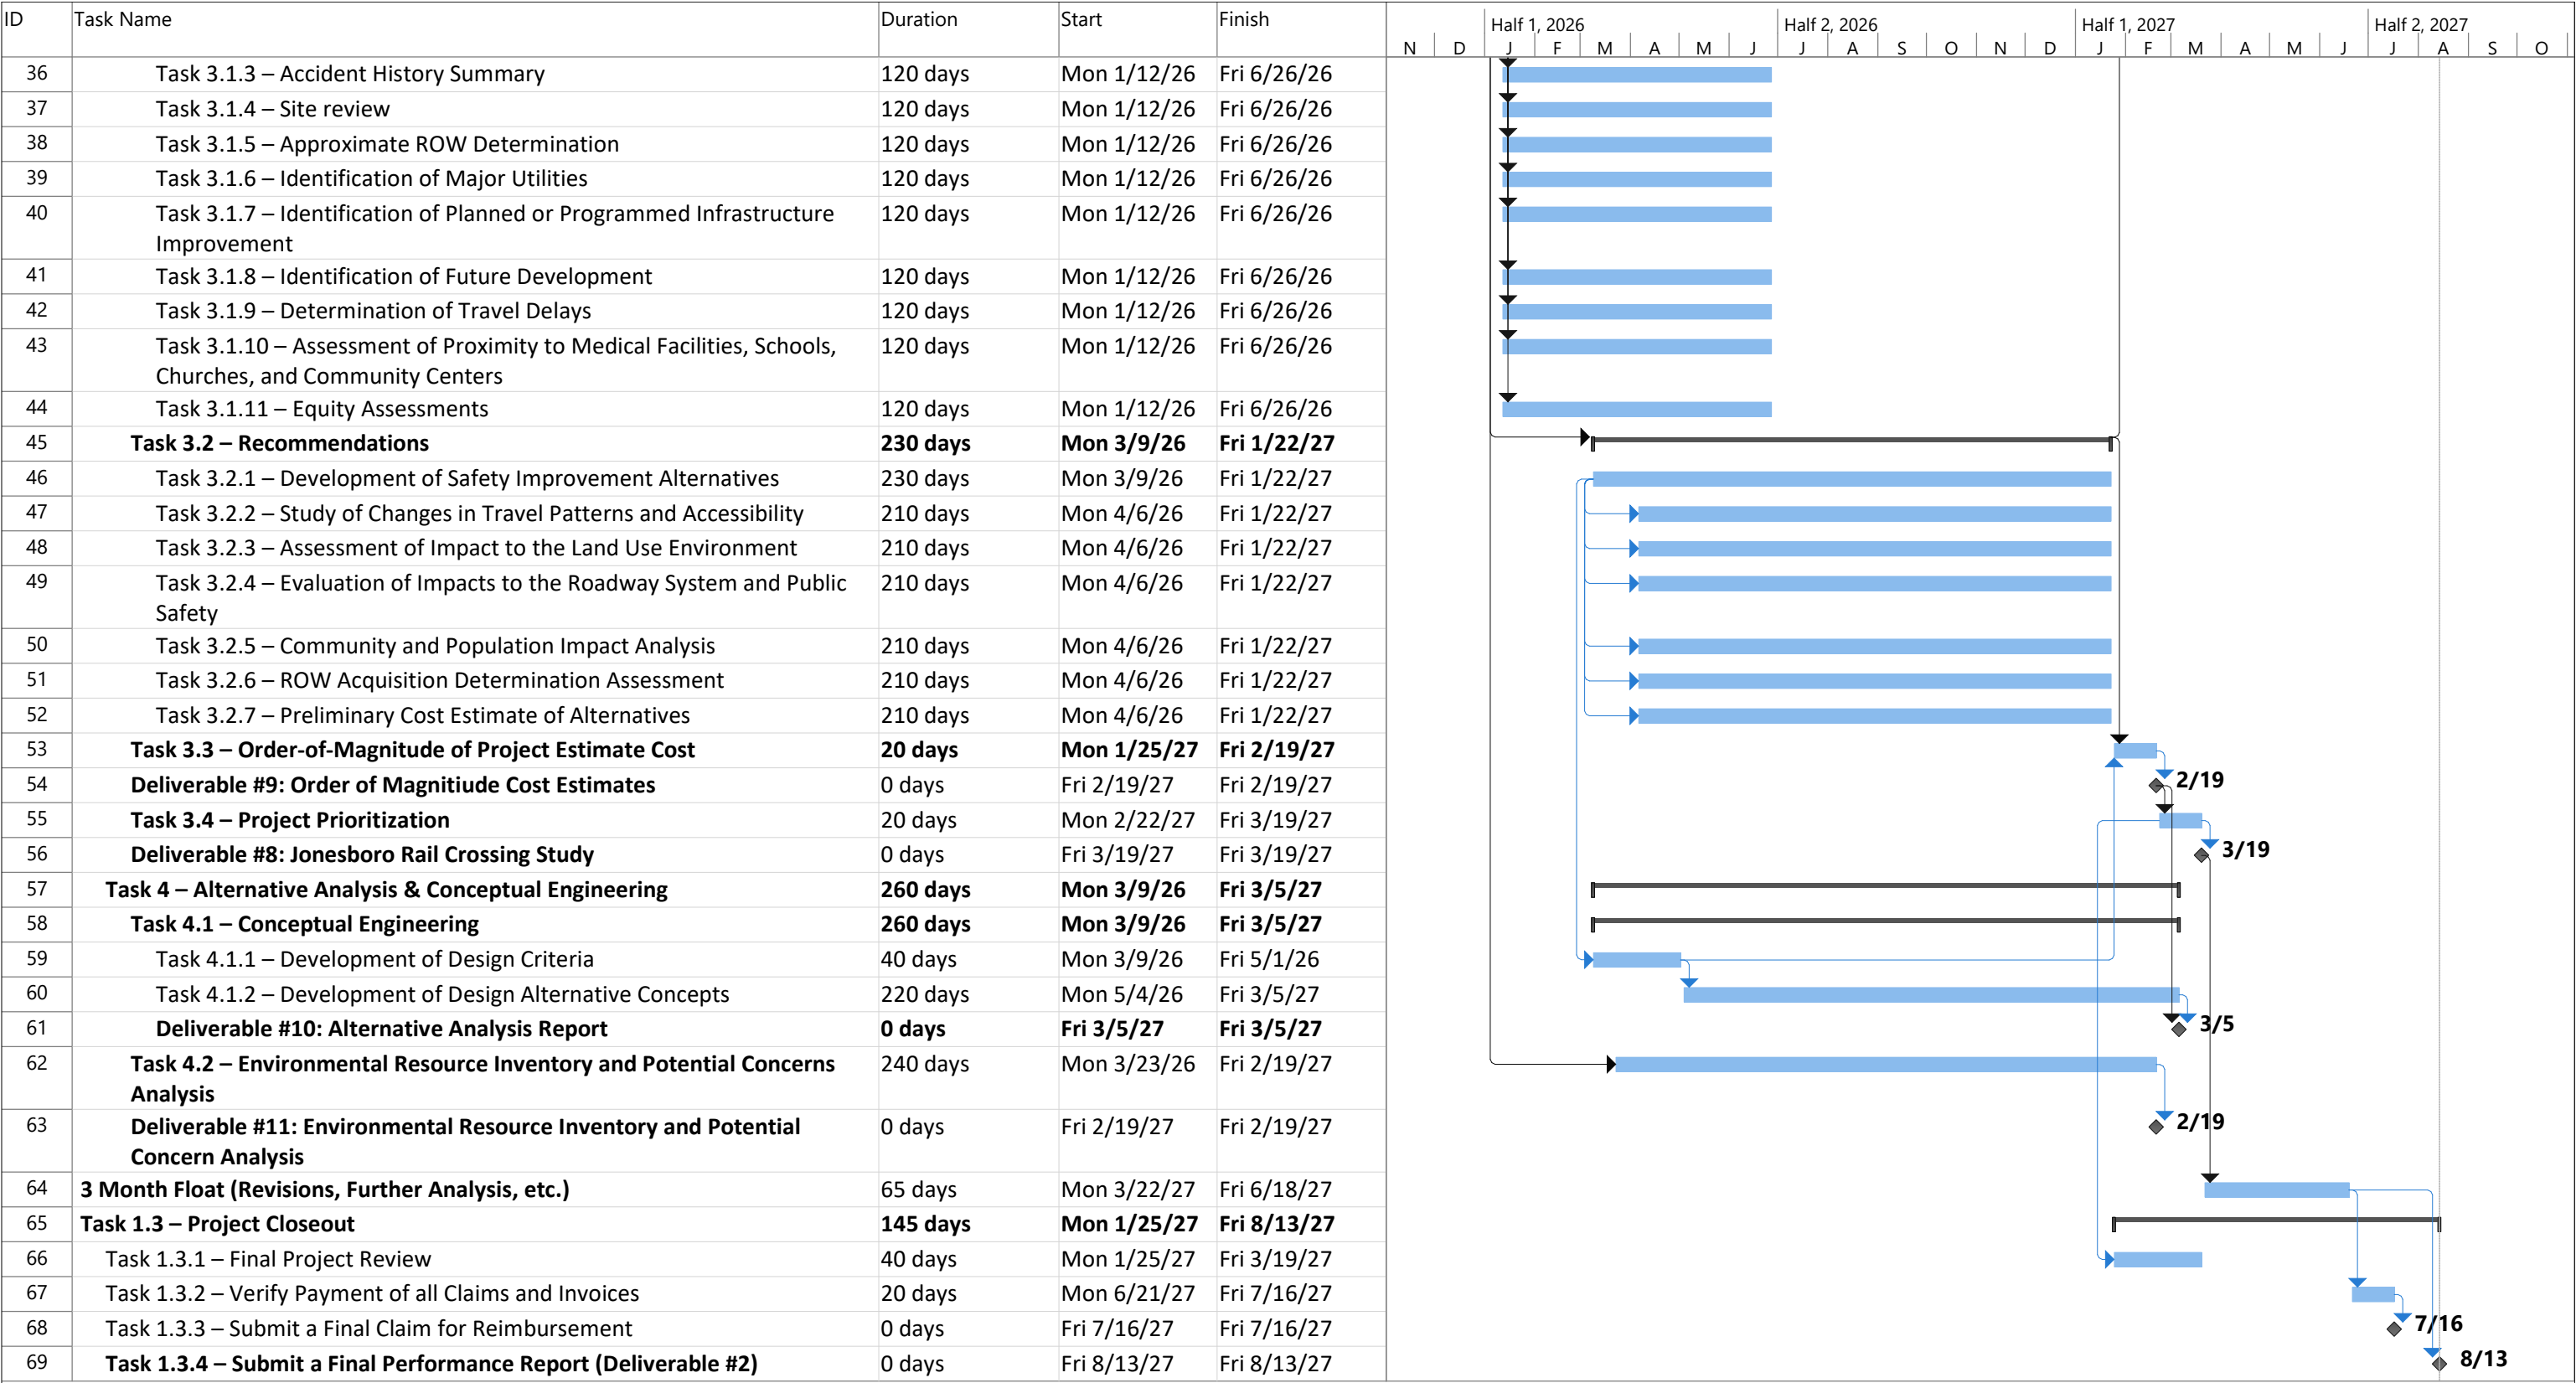 ID Task Name Duration Start Finish
Half 1, 2026 Half 2, 2026 Half 1, 2027 Half 2, 2027
N D J F M A M J J A S O N D J F M A M J J A S O
36 Task 3.1.3 – Accident History Summary 120 days Mon 1/12/26 Fri 6/26/26
37 Task 3.1.4 – Site review 120 days Mon 1/12/26 Fri 6/26/26
38 Task 3.1.5 – Approximate ROW Determination 120 days Mon 1/12/26 Fri 6/26/26
39 Task 3.1.6 – Identification of Major Utilities 120 days Mon 1/12/26 Fri 6/26/26
40 Task 3.1.7 – Identification of Planned or Programmed Infrastructure 120 days Mon 1/12/26 Fri 6/26/26
Improvement
41 Task 3.1.8 – Identification of Future Development 120 days Mon 1/12/26 Fri 6/26/26
42 Task 3.1.9 – Determination of Travel Delays 120 days Mon 1/12/26 Fri 6/26/26
43 Task 3.1.10 – Assessment of Proximity to Medical Facilities, Schools, 120 days Mon 1/12/26 Fri 6/26/26
Churches, and Community Centers
44 Task 3.1.11 – Equity Assessments 120 days Mon 1/12/26 Fri 6/26/26
45 Task 3.2 – Recommendations 230 days Mon 3/9/26 Fri 1/22/27
46 Task 3.2.1 – Development of Safety Improvement Alternatives 230 days Mon 3/9/26 Fri 1/22/27
47 Task 3.2.2 – Study of Changes in Travel Patterns and Accessibility 210 days Mon 4/6/26 Fri 1/22/27
48 Task 3.2.3 – Assessment of Impact to the Land Use Environment 210 days Mon 4/6/26 Fri 1/22/27
49 Task 3.2.4 – Evaluation of Impacts to the Roadway System and Public 210 days Mon 4/6/26 Fri 1/22/27
Safety
50 Task 3.2.5 – Community and Population Impact Analysis 210 days Mon 4/6/26 Fri 1/22/27
51 Task 3.2.6 – ROW Acquisition Determination Assessment 210 days Mon 4/6/26 Fri 1/22/27
52 Task 3.2.7 – Preliminary Cost Estimate of Alternatives 210 days Mon 4/6/26 Fri 1/22/27
53 Task 3.3 – Order-of-Magnitude of Project Estimate Cost 20 days Mon 1/25/27 Fri 2/19/27
54 Deliverable #9: Order of Magnitiude Cost Estimates 0 days Fri 2/19/27 Fri 2/19/27 2/19
55 Task 3.4 – Project Prioritization 20 days Mon 2/22/27 Fri 3/19/27
56 Deliverable #8: Jonesboro Rail Crossing Study 0 days Fri 3/19/27 Fri 3/19/27 3/19
57 Task 4 – Alternative Analysis & Conceptual Engineering 260 days Mon 3/9/26 Fri 3/5/27
58 Task 4.1 – Conceptual Engineering 260 days Mon 3/9/26 Fri 3/5/27
59 Task 4.1.1 – Development of Design Criteria 40 days Mon 3/9/26 Fri 5/1/26
60 Task 4.1.2 – Development of Design Alternative Concepts 220 days Mon 5/4/26 Fri 3/5/27
61 Deliverable #10: Alternative Analysis Report 0 days Fri 3/5/27 Fri 3/5/27 3/5
62 Task 4.2 – Environmental Resource Inventory and Potential Concerns 240 days Mon 3/23/26 Fri 2/19/27
Analysis
63 Deliverable #11: Environmental Resource Inventory and Potential 0 days Fri 2/19/27 Fri 2/19/27 2/19
Concern Analysis
64 3 Month Float (Revisions, Further Analysis, etc.) 65 days Mon 3/22/27 Fri 6/18/27
65 Task 1.3 – Project Closeout 145 days Mon 1/25/27 Fri 8/13/27
66 Task 1.3.1 – Final Project Review 40 days Mon 1/25/27 Fri 3/19/27
67 Task 1.3.2 – Verify Payment of all Claims and Invoices 20 days Mon 6/21/27 Fri 7/16/27
68 Task 1.3.3 – Submit a Final Claim for Reimbursement 0 days Fri 7/16/27 Fri 7/16/27 7/16
69 Task 1.3.4 – Submit a Final Performance Report (Deliverable #2) 0 days Fri 8/13/27 Fri 8/13/27 8/13